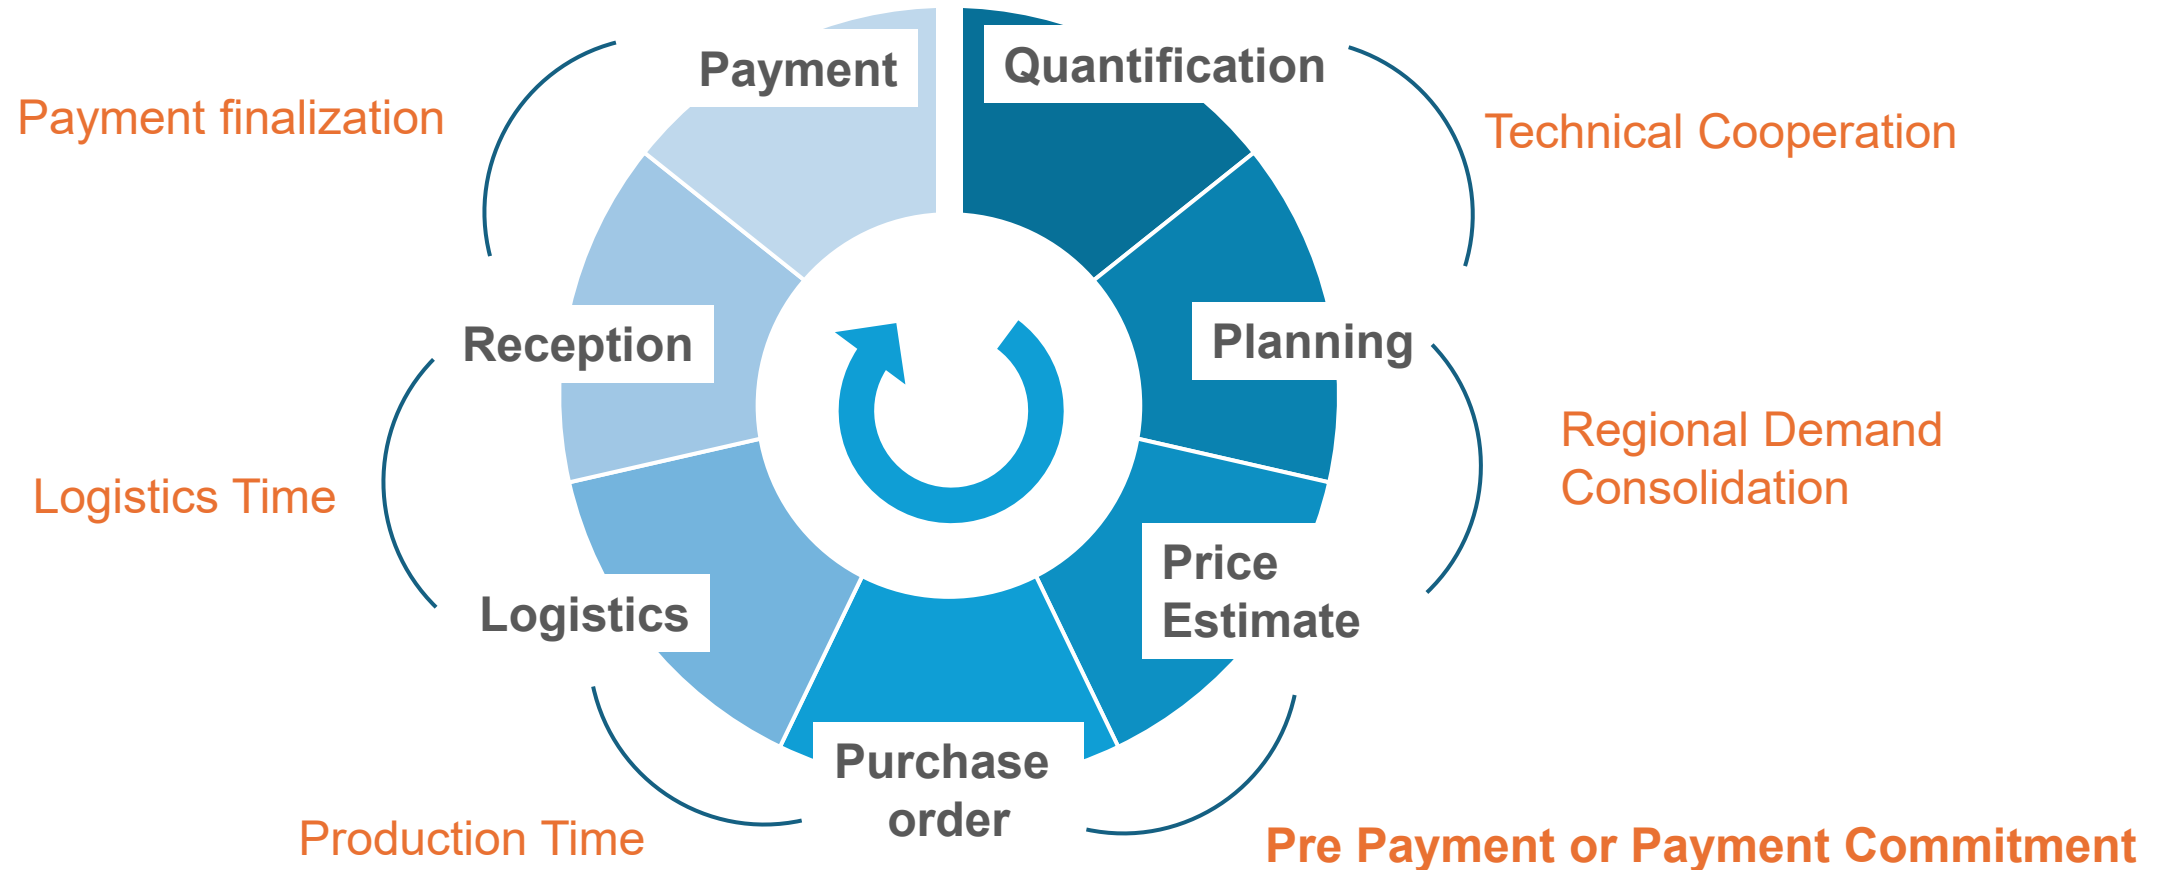 Payment
Quantification
Payment finalization
Technical Cooperation
Reception
Planning
Regional Demand
Consolidation
Logistics Time
Price
Estimate
Logistics
Purchase
order
Production Time
Pre Payment or Payment Commitment